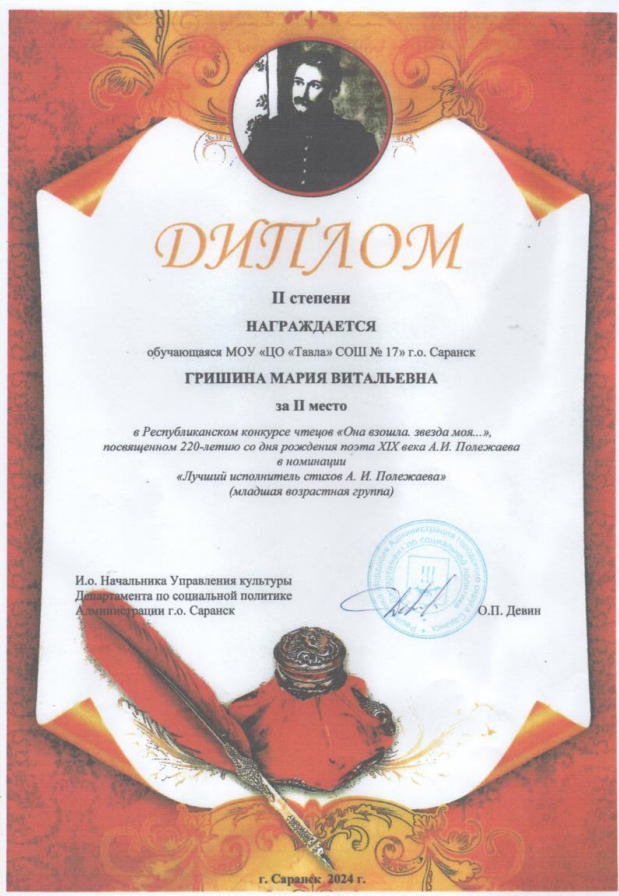 ДИПЛОМ
II степени
НАГРАЖДАЕТСЯ
обучающаяся МОУ «ЦО «Тавла» СОШ № 17» г.о. Саранск
ГРИШИНА МАРИЯ ВИТАЛЬЕВНА
за II место
в Республиканском конкурсе чтецов «Она взошла. звезда моя...»,
посвященном 220-летию со дня рождения поэта XIX века А.И. Полежаева
в номинации
«Лучший исполнитель стихов А. И. Полежаева»
(младшая возрастная группа)
И.о. Начальника Управления культуры
Департамента по социальной политике
Администрации г.о. Саранск
О.П. Девин
г. Саранск 2024 г.